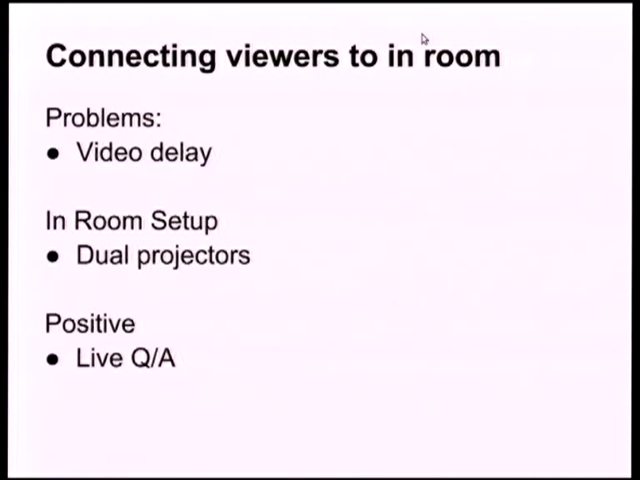 Connecting viewers to in room
Problems:
● Video delay
In Room Setup
● Dual projectors
Positive
● Live Q/A